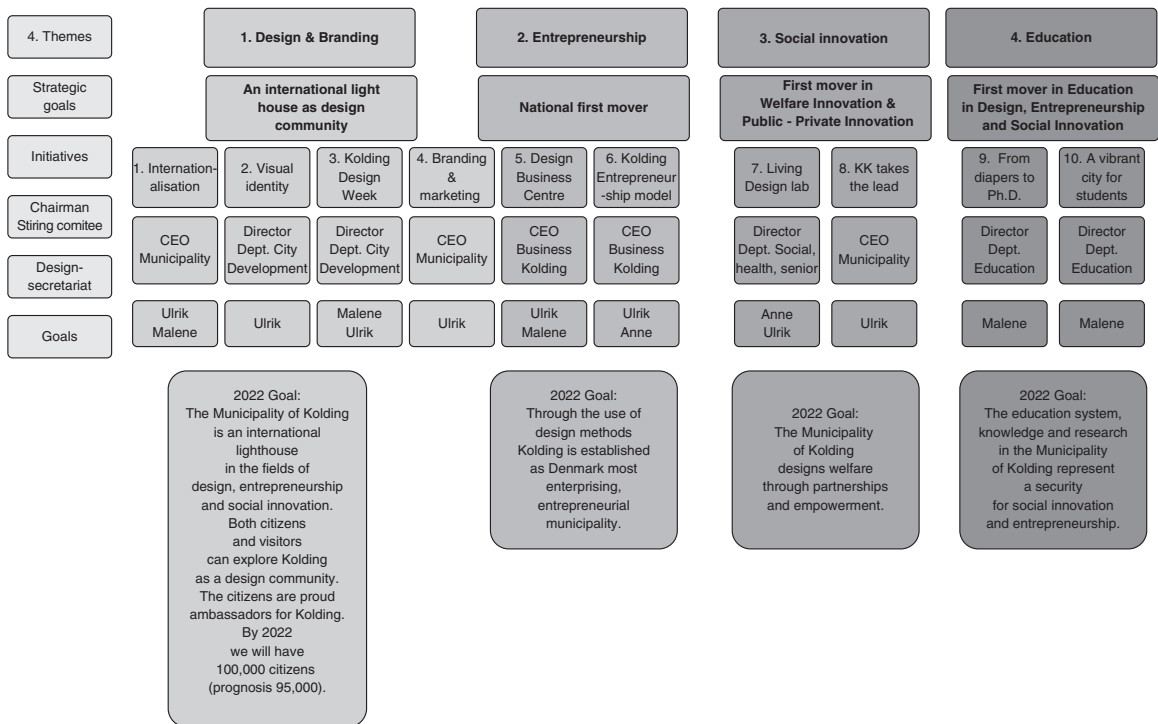 4. Themes
1. Design & Branding
2. Entrepreneurship
3. Social innovation
4. Education
Strategic
goals
An international light
house as design
community
National first mover
First mover in
Welfare Innovation &
Public - Private Innovation
First mover in Education
in Design, Entrepreneurship
and Social Innovation
Initiatives
1. Internation-
alisation
2. Visual
identity
3. Kolding
Design
Week
4. Branding
&
marketing
5. Design
Business
Centre
6. Kolding
Entrepreneur
-ship model
7. Living
Design lab
8. KK takes
the lead
9. From
diapers to
Ph.D.
10. A vibrant
city for
students
Chairman
Stiring comitee
CEO
Municipality
Director
Dept. City
Development
Director
Dept. City
Development
CEO
Municipality
CEO
Business
Kolding
CEO
Business
Kolding
Director
Dept. Social,
health, senior
CEO
Municipality
Director
Dept.
Education
Director
Dept.
Education
Design-
secretariat
Ulrik
Malene
Ulrik
Malene
Ulrik
Ulrik
Ulrik
Malene
Ulrik
Anne
Anne
Ulrik
Ulrik
Malene
Malene
Goals
2022 Goal:
The Municipality of Kolding
is an international
lighthouse
in the fields of
design, entrepreneurship
and social innovation.
Both citizens
and visitors
can explore Kolding
as a design community.
The citizens are proud
ambassadors for Kolding.
By 2022
we will have
100,000 citizens
(prognosis 95,000).
2022 Goal:
Through the use of
design methods
Kolding is established
as Denmark most
enterprising,
entrepreneurial
municipality.
2022 Goal:
The Municipality
of Kolding
designs welfare
through partnerships
and empowerment.
2022 Goal:
The education system,
knowledge and research
in the Municipality
of Kolding represent
a security
for social innovation
and entrepreneurship.